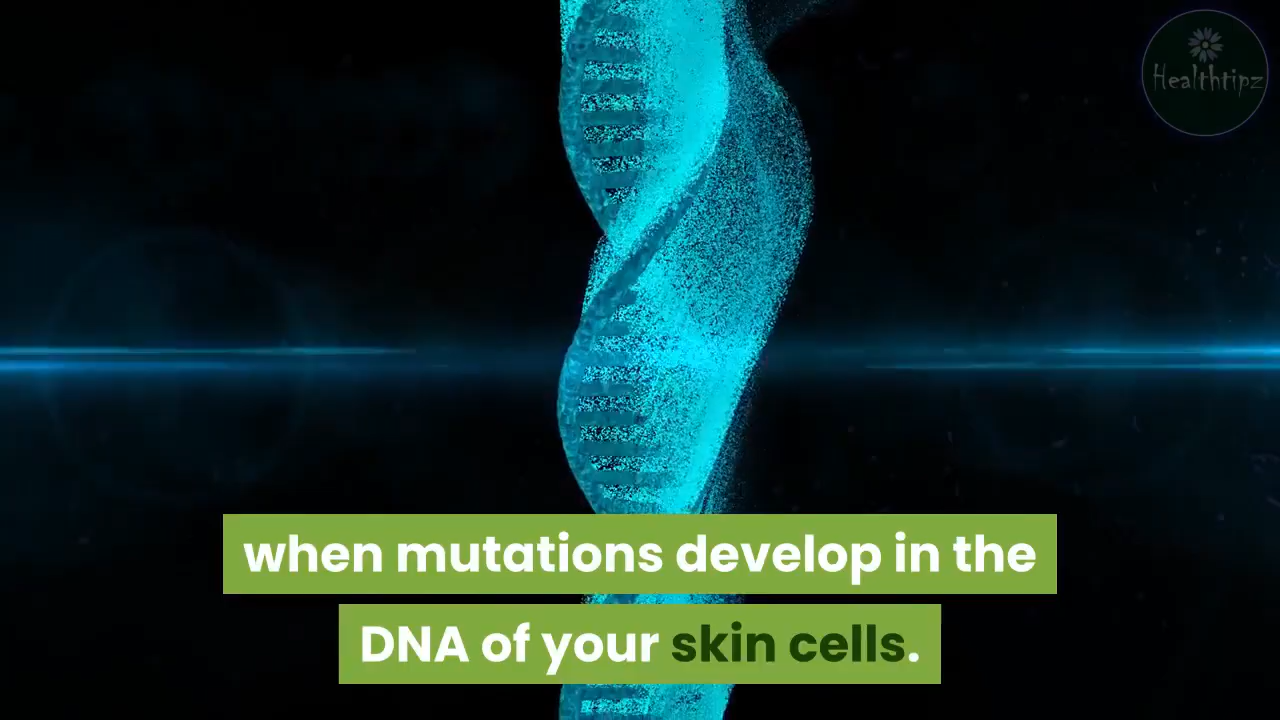 Healthtipz
when mutations develop in the
DNA of your skin cells.